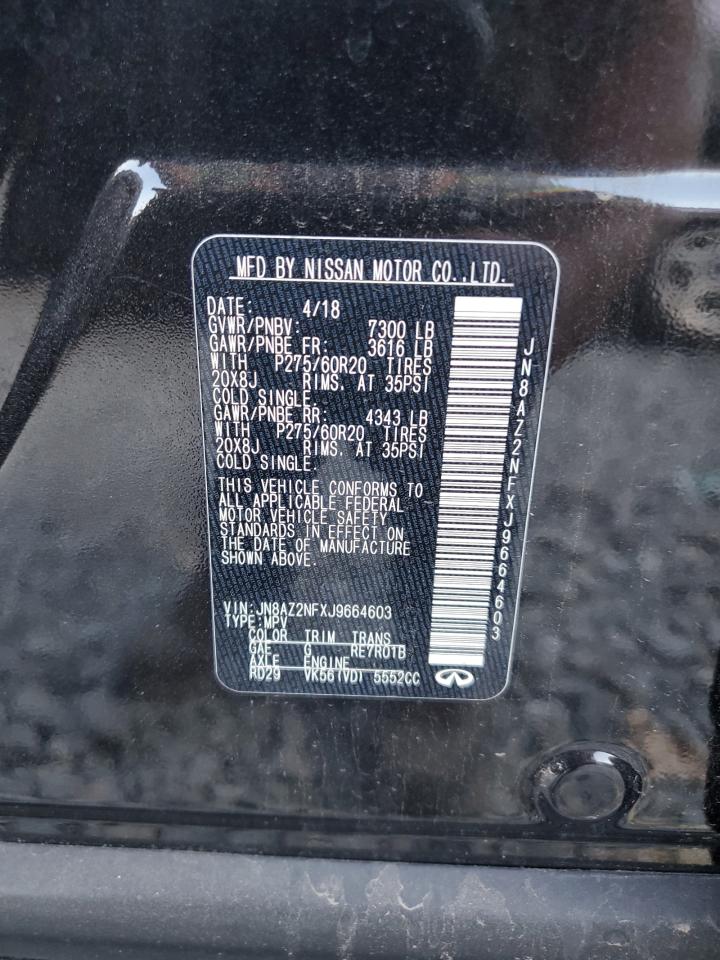 MFD BY NISSAN MOTOR CO.,LTD.
DATE: 4/18
GVWR/PNBV: 7300 LB
GAWR/PNBE FR: 3616 LB
WITH P275/60R20 TIRES
20X8J RIMS. AT 35PSI
COLD SINGLE.
GAWR/PNBE RR: 4343 LB
WITH P275/60R20 TIRES
20X8J RIMS. AT 35PSI
COLD SINGLE.
THIS VEHICLE CONFORMS TO
ALL APPLICABLE FEDERAL
MOTOR VEHICLE SAFETY
STANDARDS IN EFFECT ON
THE DATE OF MANUFACTURE
SHOWN ABOVE.
VIN:JN8AZ2NFXJ9664603
TYPE:MPV
COLOR TRIM TRANS
GAE G RE7R01B
AXLE ENGINE
RD29 VK56(VD) 5552CC
JN8AZ2NFXJ9664603